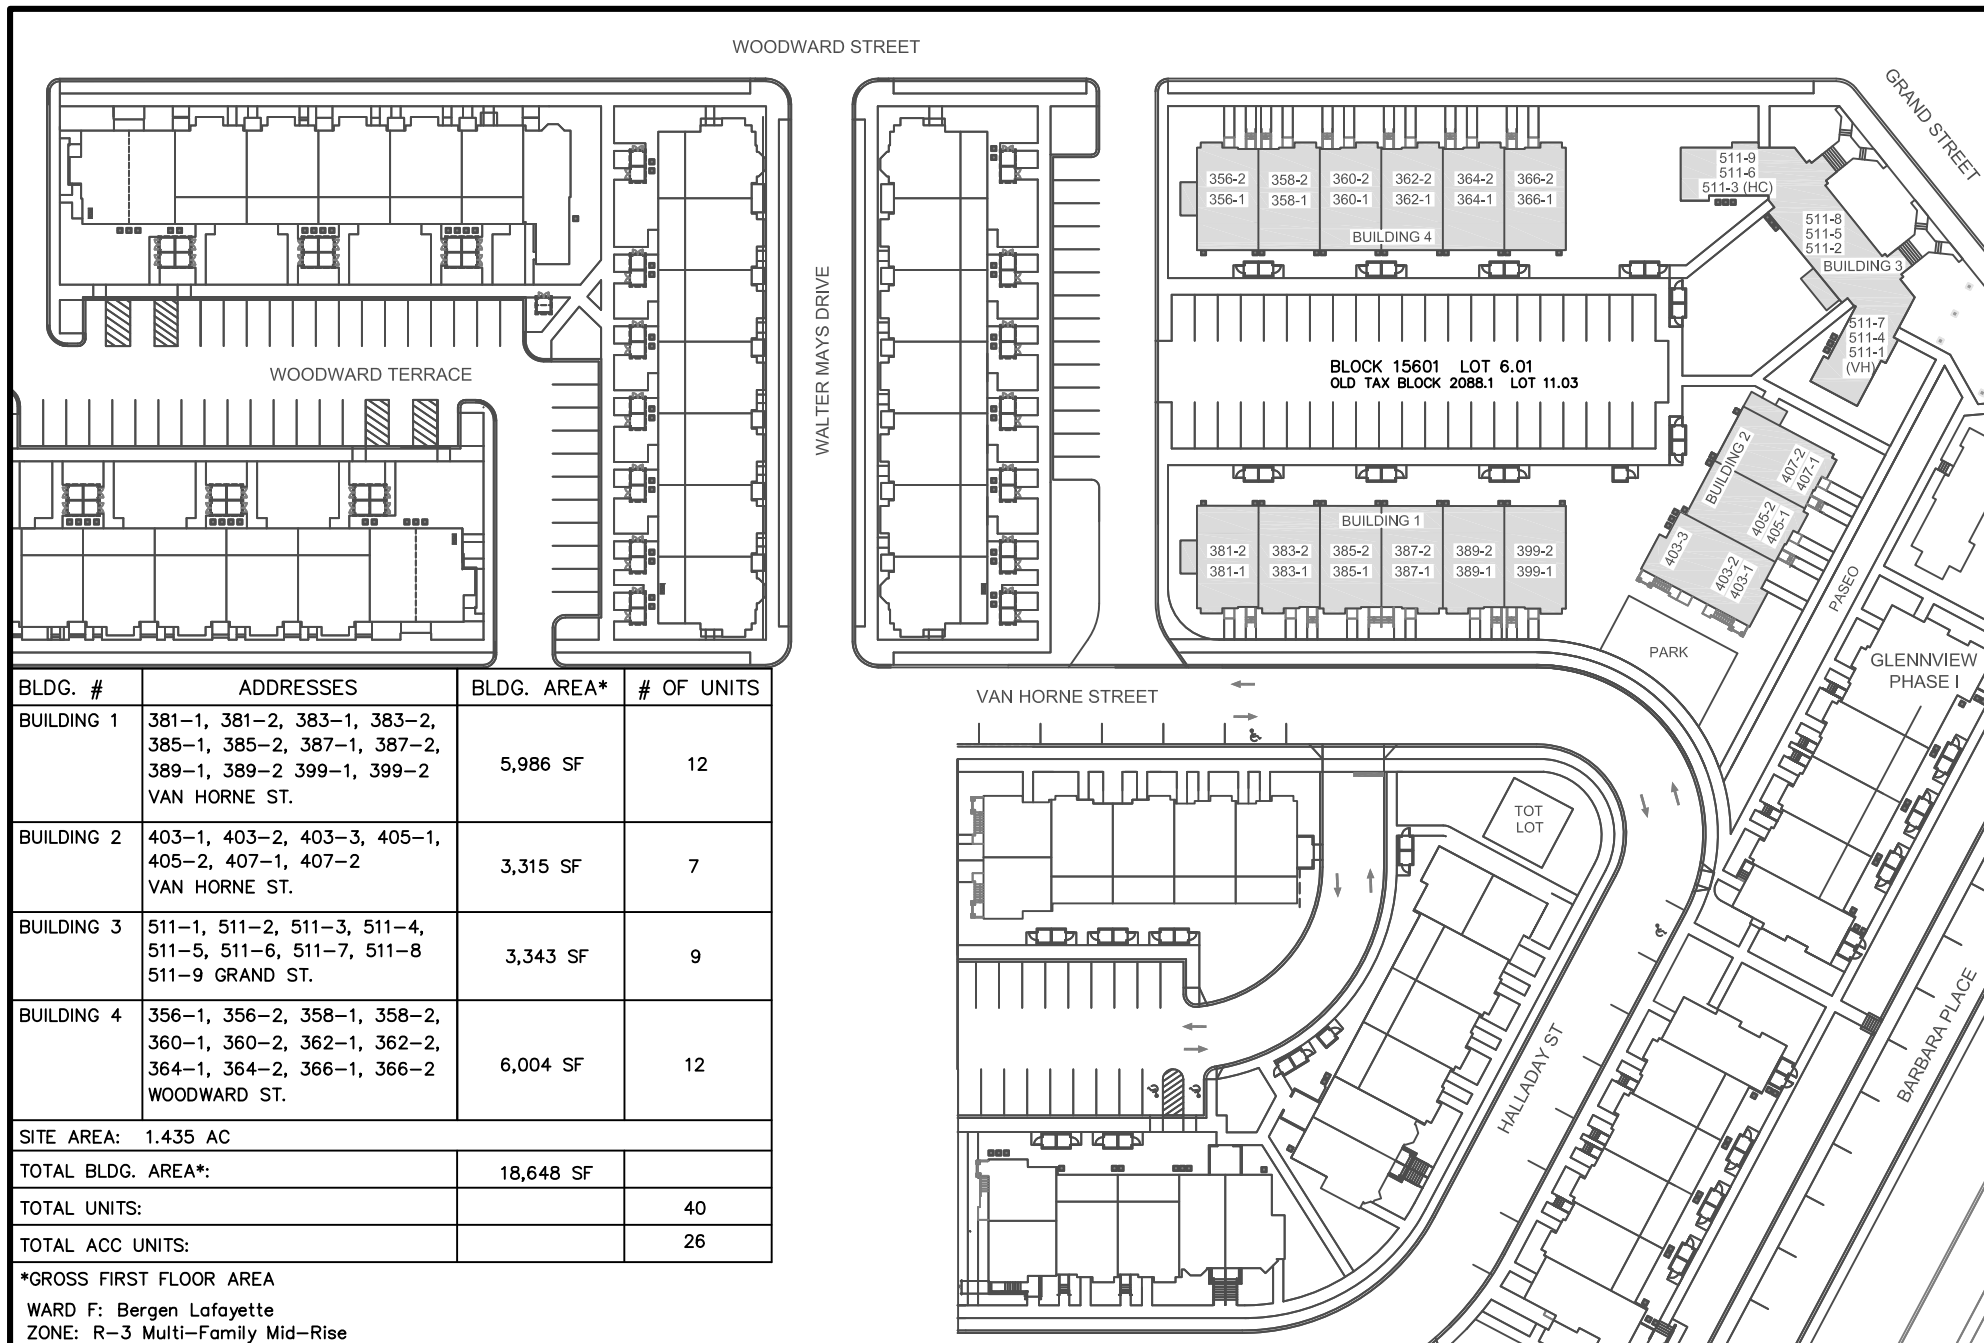 WOODWARD STREET
GRAND STREET
WALTER MAYS DRIVE
WOODWARD TERRACE
356-2 358-2 360-2 362-2 364-2 366-2
356-1 358-1 360-1 362-1 364-1 366-1
BUILDING 4
511-9
511-6
511-3 (HC)
511-8
511-5
511-2
BUILDING 3
511-7
511-4
511-1
(VH)
BLOCK 15601 LOT 6.01
OLD TAX BLOCK 2088.1 LOT 11.03
BUILDING 2
407-2
407-1
405-2
405-1
403-3
403-2
403-1
BUILDING 1
381-2 383-2 385-2 387-2 389-2 399-2
381-1 383-1 385-1 387-1 389-1 399-1
PASEO
PARK
GLENNVIEW
PHASE I
VAN HORNE STREET
TOT
LOT
HALLADAY ST
BARBARA PLACE
BLDG. # ADDRESSES BLDG. AREA* # OF UNITS
BUILDING 1 381-1, 381-2, 383-1, 383-2,
385-1, 385-2, 387-1, 387-2,
389-1, 389-2 399-1, 399-2
VAN HORNE ST.
5,986 SF 12
BUILDING 2 403-1, 403-2, 403-3, 405-1,
405-2, 407-1, 407-2
VAN HORNE ST.
3,315 SF 7
BUILDING 3 511-1, 511-2, 511-3, 511-4,
511-5, 511-6, 511-7, 511-8
511-9 GRAND ST.
3,343 SF 9
BUILDING 4 356-1, 356-2, 358-1, 358-2,
360-1, 360-2, 362-1, 362-2,
364-1, 364-2, 366-1, 366-2
WOODWARD ST.
6,004 SF 12
SITE AREA: 1.435 AC
TOTAL BLDG. AREA*: 18,648 SF
TOTAL UNITS: 40
TOTAL ACC UNITS: 26
*GROSS FIRST FLOOR AREA
WARD F: Bergen Lafayette
ZONE: R-3 Multi-Family Mid-Rise